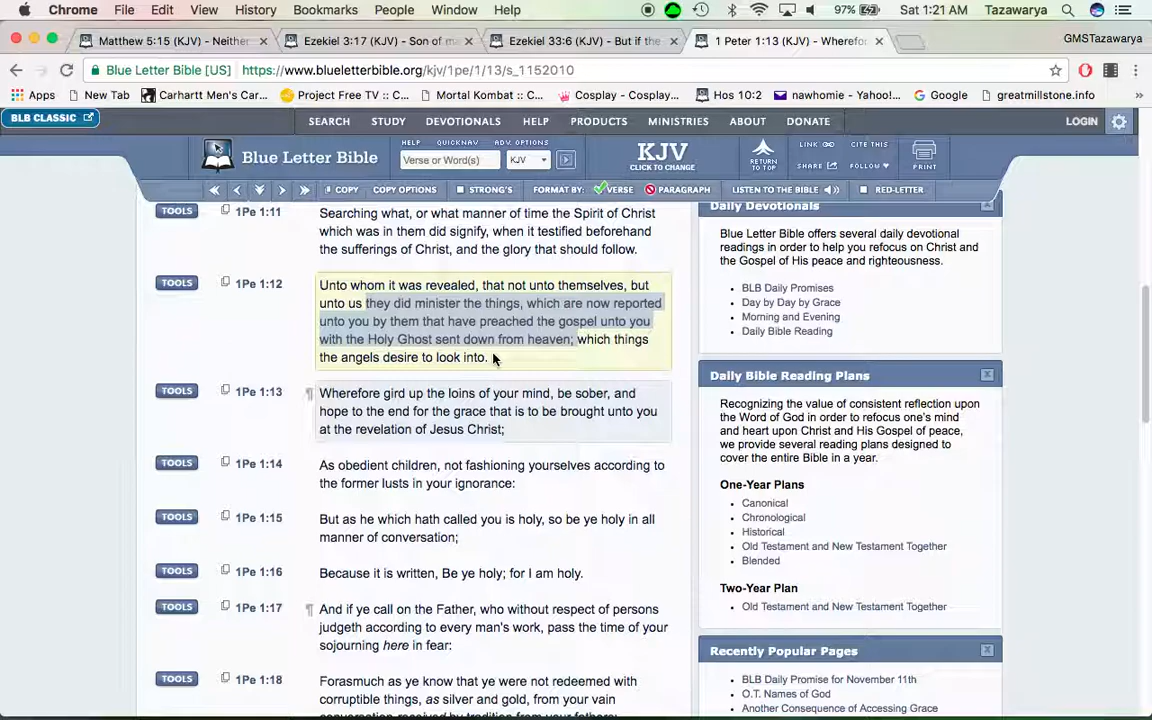 Chrome File Edit View History Bookmarks People Window Help 97% Sat 1:21 AM Tazawarya
Matthew 5:15 (KJV) - Neither Ezekiel 3:17 (KJV) - Son of m Ezekiel 33:6 (KJV) - But if the 1 Peter 1:13 (KJV) - Wherefo GMSTazawarya
Blue Letter Bible [US] https://www.blueletterbible.org/kjv/1pe/1/13/s_1152010
Apps New Tab Carhartt Men's Car... Project Free TV :: C... Mortal Kombat :: C... Cosplay - Cosplay... Hos 10:2 nawhomie - Yahoo!... Google greatmillstone.info »
BLB CLASSIC SEARCH STUDY DEVOTIONALS HELP PRODUCTS MINISTRIES ABOUT DONATE LOGIN
Blue Letter Bible
HELP QUICKNAV ADV. OPTIONS
Verse or Word(s) KJV
KJV
CLICK TO CHANGE
RETURN
TO TOP
LINK CITE THIS
SHARE FOLLOW
PRINT
COPY COPY OPTIONS STRONG'S FORMAT BY: VERSE PARAGRAPH LISTEN TO THE BIBLE RED-LETTER
TOOLS 1Pe 1:11 Searching what, or what manner of time the Spirit of Christ
which was in them did signify, when it testified beforehand
the sufferings of Christ, and the glory that should follow.
TOOLS 1Pe 1:12 Unto whom it was revealed, that not unto themselves, but
unto us they did minister the things, which are now reported
unto you by them that have preached the gospel unto you
with the Holy Ghost sent down from heaven; which things
the angels desire to look into.
TOOLS 1Pe 1:13 ¶ Wherefore gird up the loins of your mind, be sober, and
hope to the end for the grace that is to be brought unto you
at the revelation of Jesus Christ;
TOOLS 1Pe 1:14 As obedient children, not fashioning yourselves according to
the former lusts in your ignorance:
TOOLS 1Pe 1:15 But as he which hath called you is holy, so be ye holy in all
manner of conversation;
TOOLS 1Pe 1:16 Because it is written, Be ye holy; for I am holy.
TOOLS 1Pe 1:17 ¶ And if ye call on the Father, who without respect of persons
judgeth according to every man's work, pass the time of your
sojourning here in fear:
TOOLS 1Pe 1:18 Forasmuch as ye know that ye were not redeemed with
corruptible things, as silver and gold, from your vain
conversation received by tradition from your fathers;
Daily Devotionals
Blue Letter Bible offers several daily devotional
readings in order to help you refocus on Christ and
the Gospel of His peace and righteousness.
BLB Daily Promises
Day by Day by Grace
Morning and Evening
Daily Bible Reading
Daily Bible Reading Plans
Recognizing the value of consistent reflection upon
the Word of God in order to refocus one's mind
and heart upon Christ and His Gospel of peace,
we provide several reading plans designed to
cover the entire Bible in a year.
One-Year Plans
Canonical
Chronological
Historical
Old Testament and New Testament Together
Blended
Two-Year Plan
Old Testament and New Testament Together
Recently Popular Pages
BLB Daily Promise for November 11th
O.T. Names of God
Another Consequence of Accessing Grace